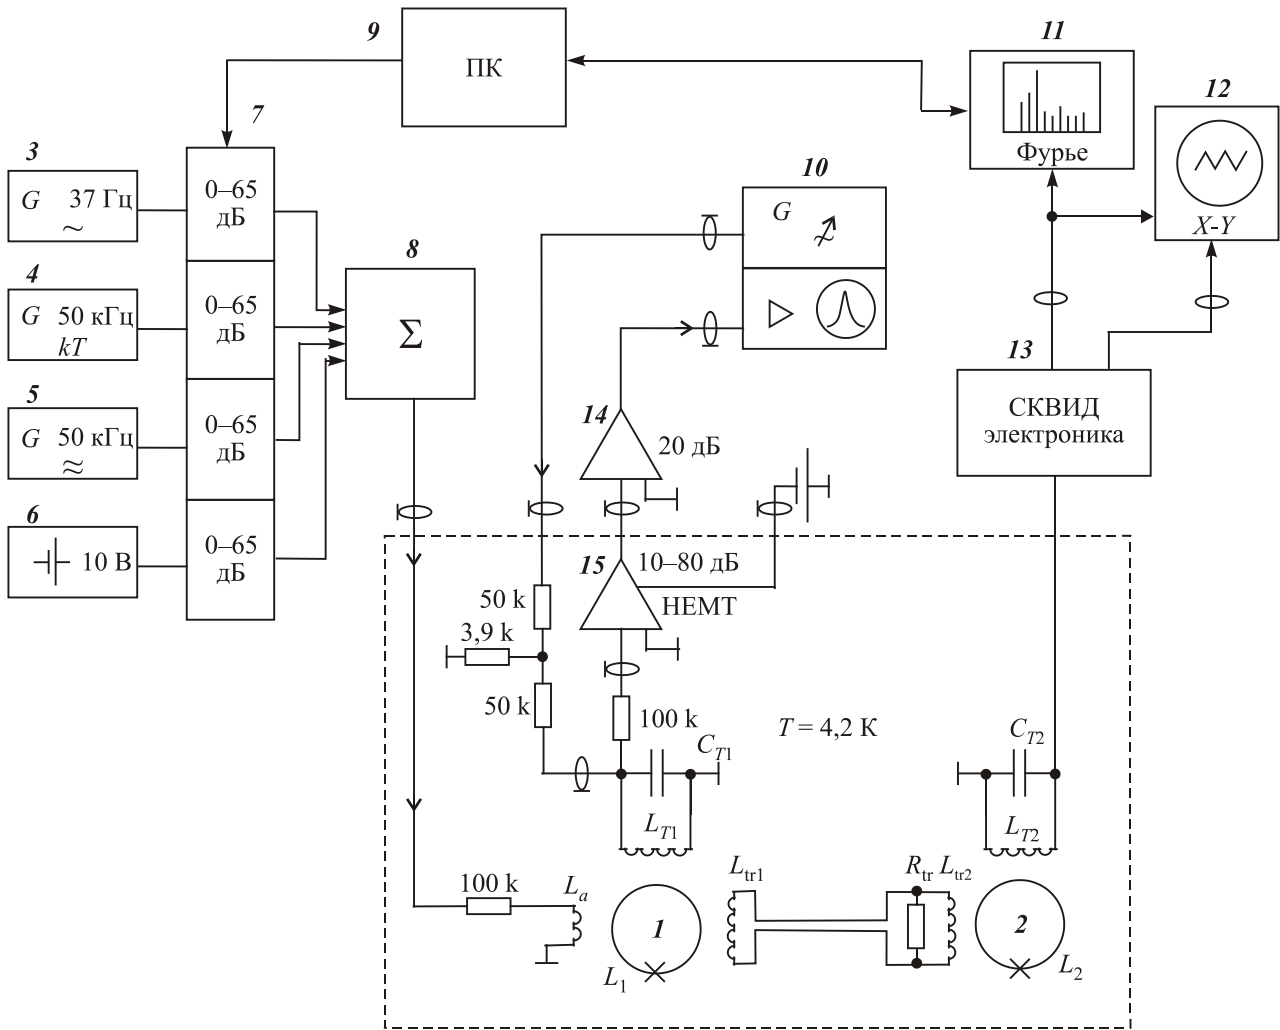 9
ПК
11
Фурье
12
X-Y
7
3
G 37 Гц
~
0–65
дБ
10
G
~
4
G 50 кГц
kT
0–65
дБ
8
Σ
5
G 50 кГц
≈
0–65
дБ
13
СКВИД
электроника
14
20 дБ
6
10 В
0–65
дБ
15
10–80 дБ
HEMT
50 k
3,9 k
50 k
100 k
T = 4,2 К
C_T1
C_T2
L_T1
L_T2
100 k
L_a
L_tr1
R_tr L_tr2
1
2
L_1
L_2